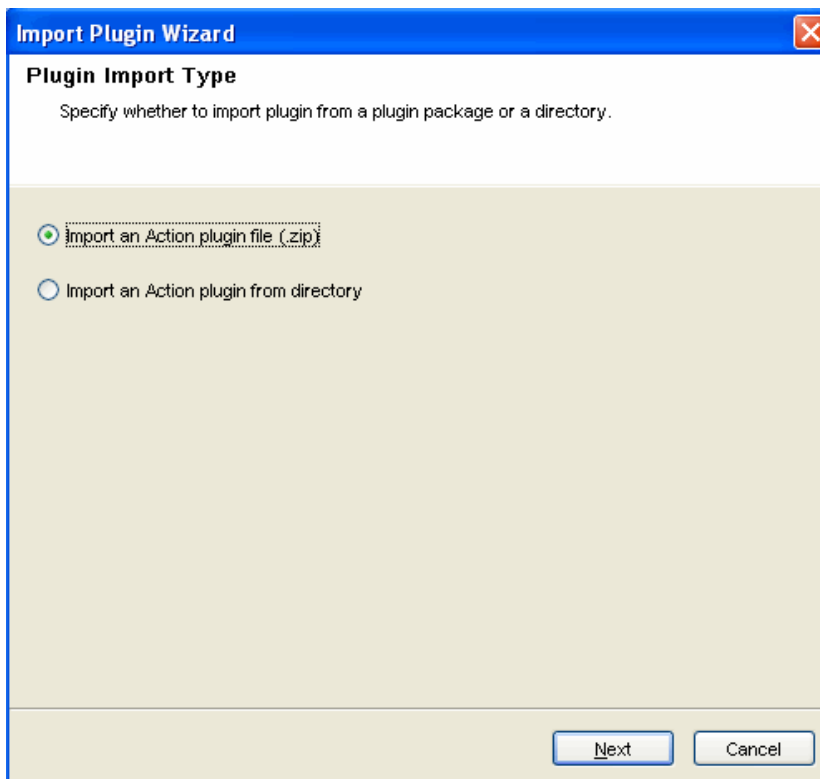 Import Plugin Wizard
Plugin Import Type
Specify whether to import plugin from a plugin package or a directory.
Import an Action plugin file (.zip)
Import an Action plugin from directory
Next
Cancel